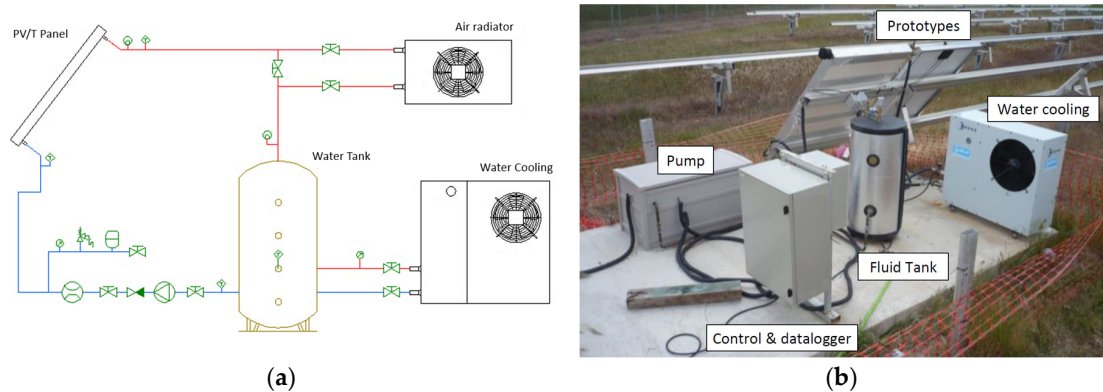 PV/T Panel
Air radiator
Water Tank
Water Cooling
(a)
Prototypes
Water cooling
Pump
Fluid Tank
Control & datalogger
(b)